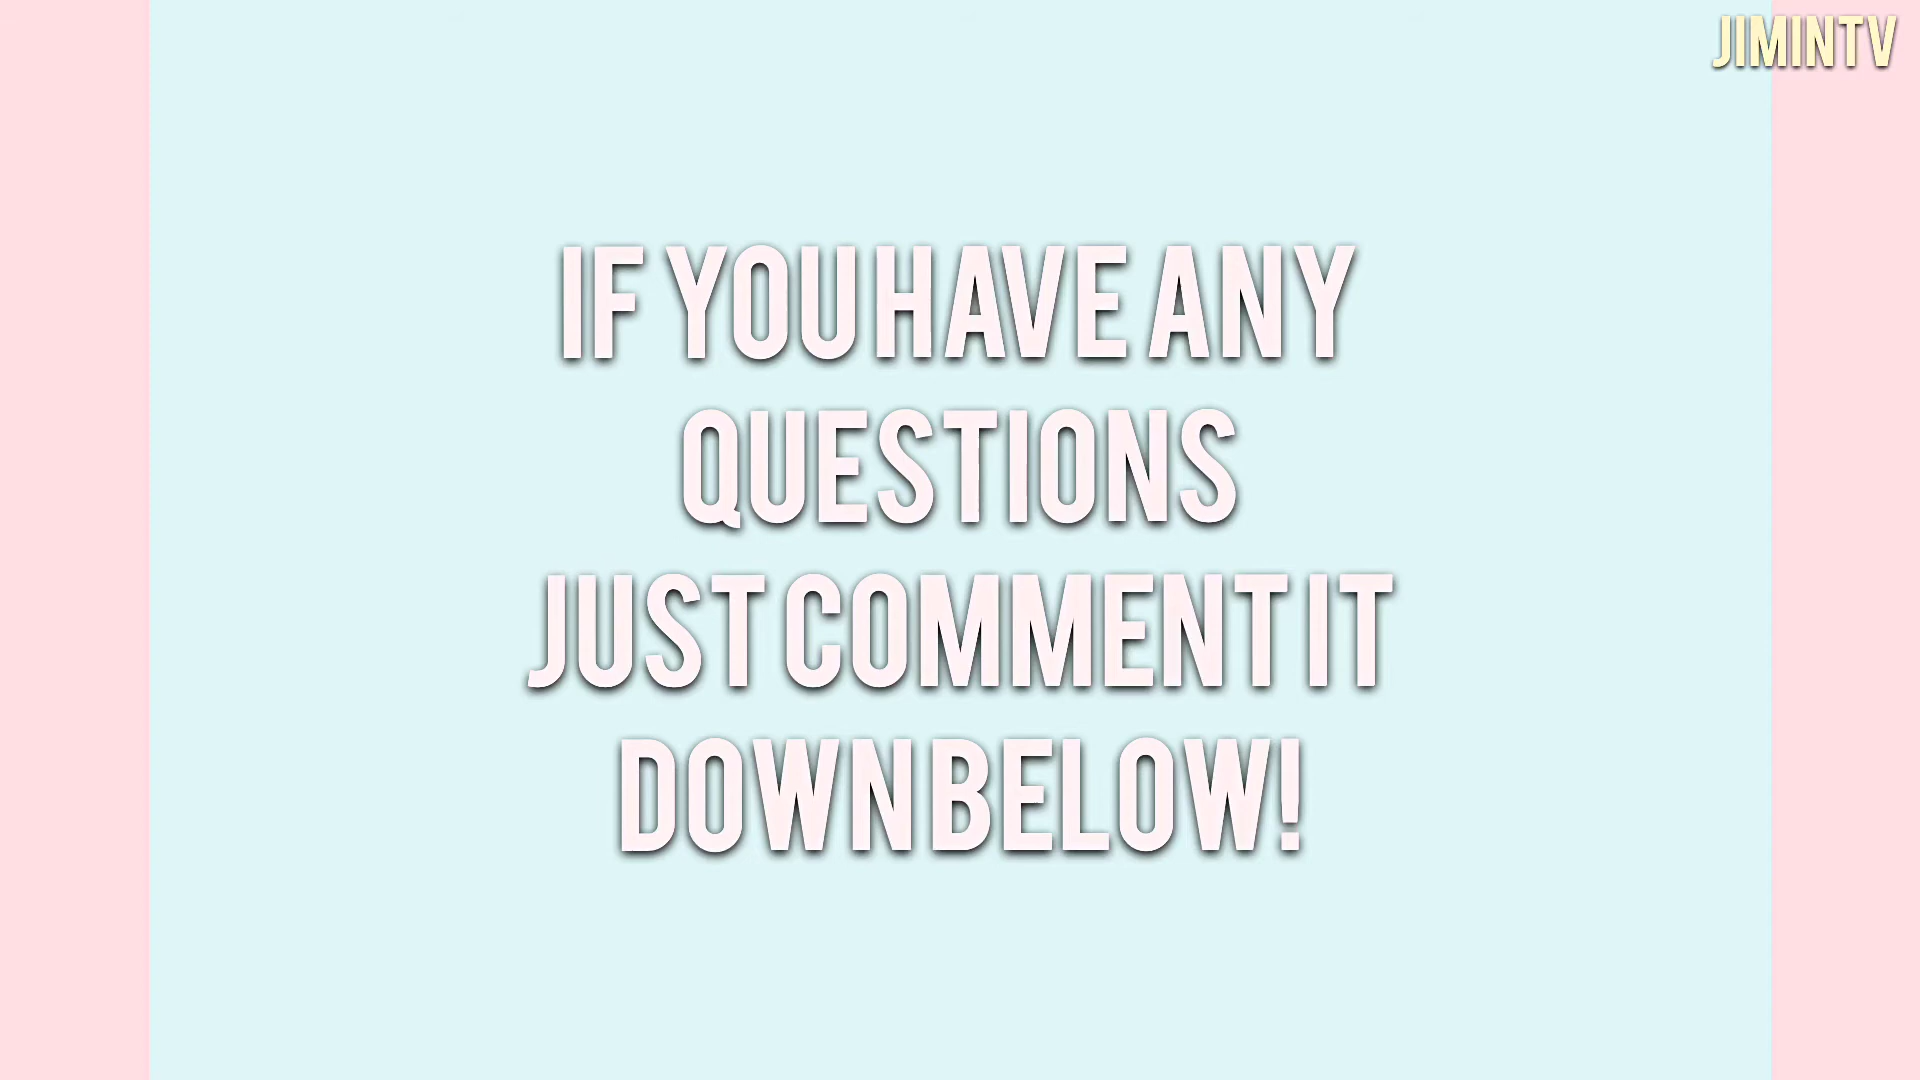 JIMINTV
IF YOU HAVE ANY
QUESTIONS
JUST COMMENT IT
DOWN BELOW!